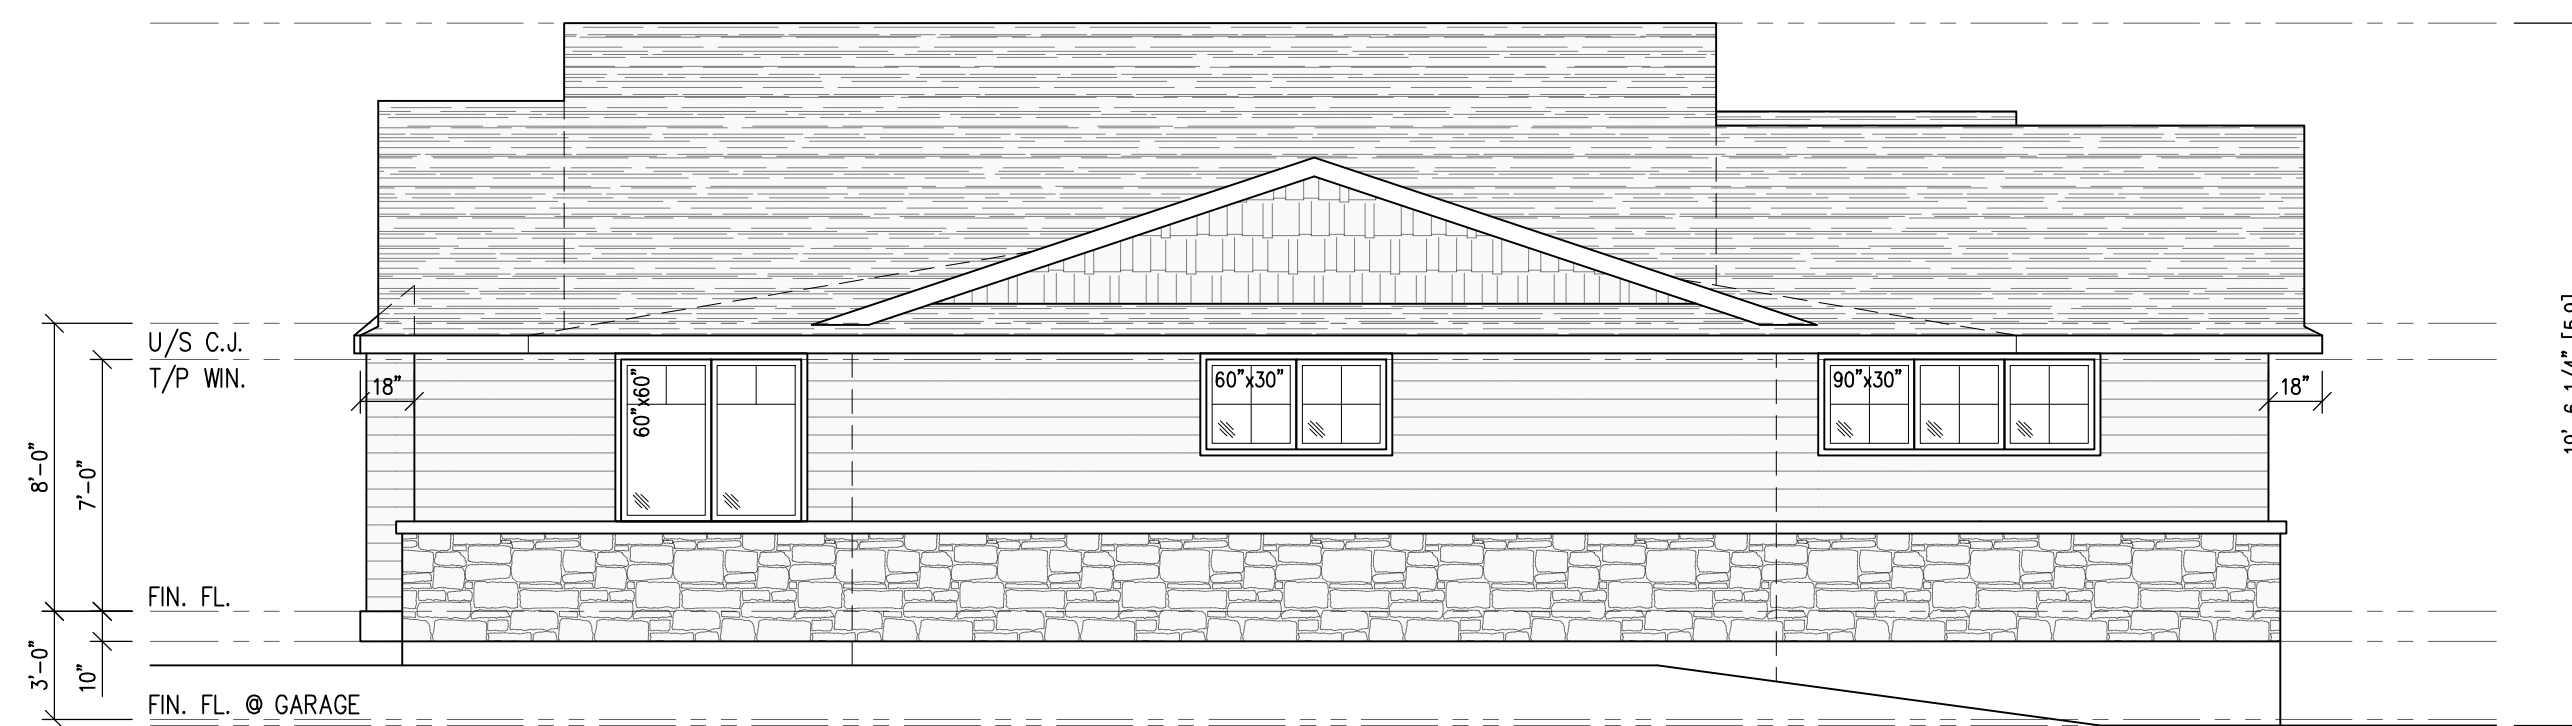 U/S C.J.
T/P WIN.
18”
60”x60”
60”x30”
90”x30”
18”
8’-0”
7’-0”
FIN. FL.
3’-0”
10”
FIN. FL. @ GARAGE